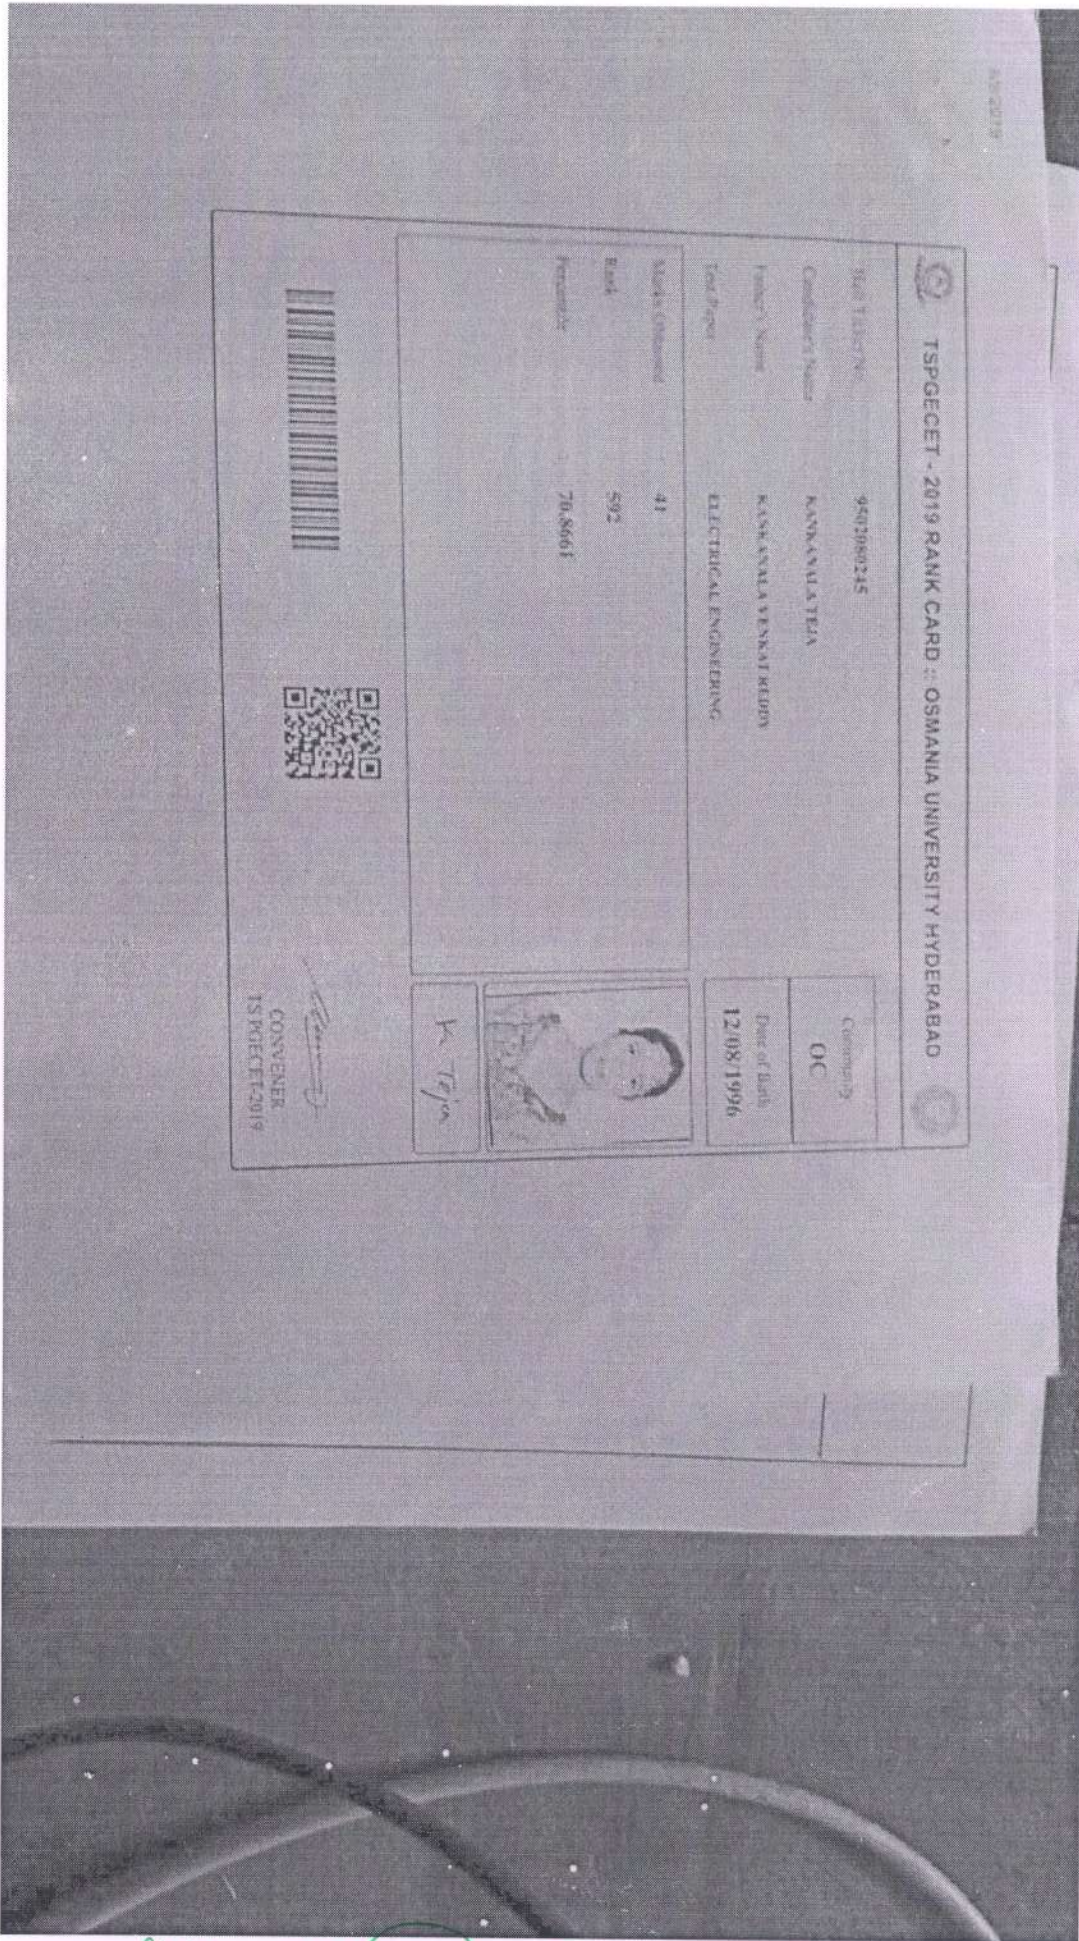 TSPGECET - 2019 RANK CARD :: OSMANIA UNIVERSITY HYDERABAD
Hall Ticket No. 9502080245
Candidate's Name KANKANALA TEJA
Father's Name KANKANALA VENKAT REDDY
Test Paper ELECTRICAL ENGINEERING
Community
OC
Date of Birth
12/08/1996
Marks Obtained 41
Rank 592
Percentile 70.8661
K. Teja
CONVENER
TS PGECET-2019